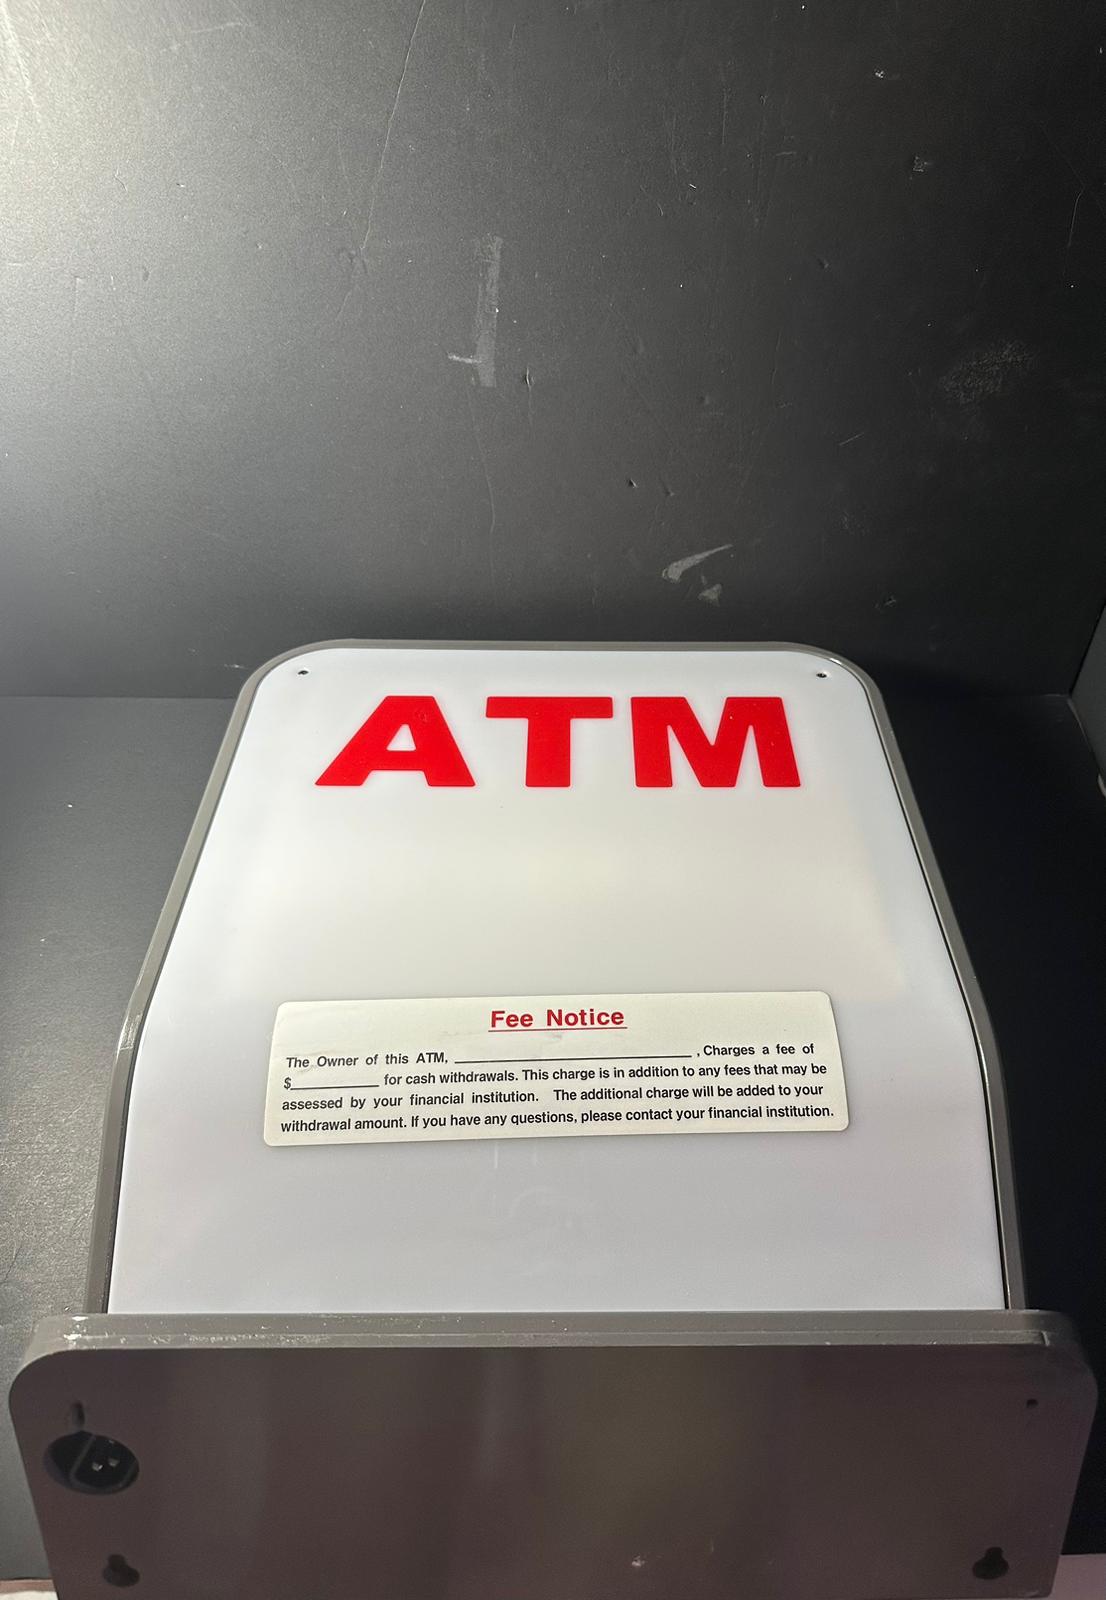 ATM
Fee Notice
The Owner of this ATM, ______________________________ , Charges a fee of
$___________ for cash withdrawals. This charge is in addition to any fees that may be
assessed by your financial institution. The additional charge will be added to your
withdrawal amount. If you have any questions, please contact your financial institution.